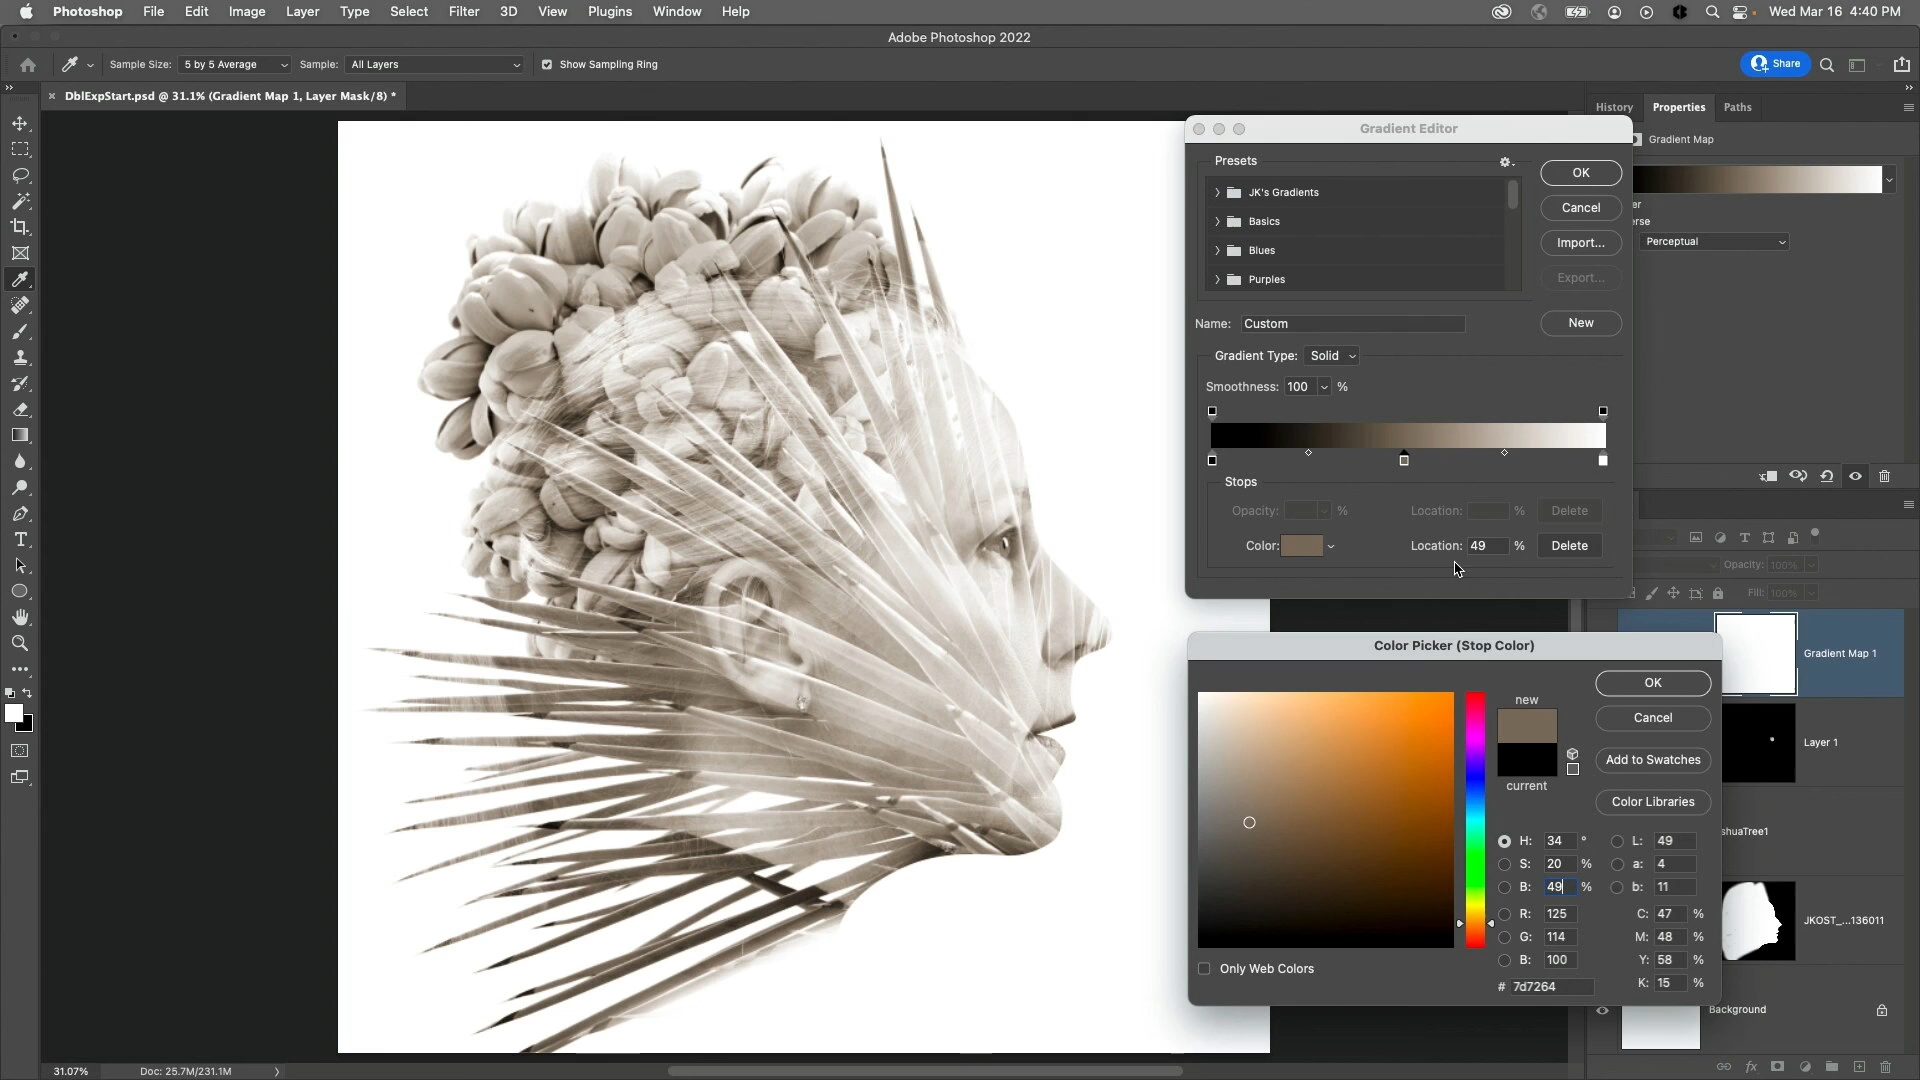 Photoshop File Edit Image Layer Type Select Filter 3D View Plugins Window Help Wed Mar 16 4:40 PM
Adobe Photoshop 2022
Sample Size: 5 by 5 Average Sample: All Layers Show Sampling Ring Share
DblExpStart.psd @ 31.1% (Gradient Map 1, Layer Mask/8) *
History Properties Paths
Gradient Editor
Gradient Map
Presets
OK
JK's Gradients
Cancel
Basics
Import...
Perceptual
Blues
Purples
Export...
Name: Custom
New
Gradient Type: Solid
Smoothness: 100 %
Stops
Opacity: % Location: % Delete
Color: Location: 49 % Delete
Opacity: 100%
Fill: 100%
Color Picker (Stop Color)
Gradient Map 1
OK
new
Cancel
Layer 1
Add to Swatches
current
Color Libraries
shuaTree1
H: 34 ° L: 49
S: 20 % a: 4
B: 49 % b: 11
R: 125 C: 47 %
JKOST_...136011
G: 114 M: 48 %
B: 100 Y: 58 %
Only Web Colors
# 7d7264 K: 15 %
Background
31.07% Doc: 25.7M/231.1M